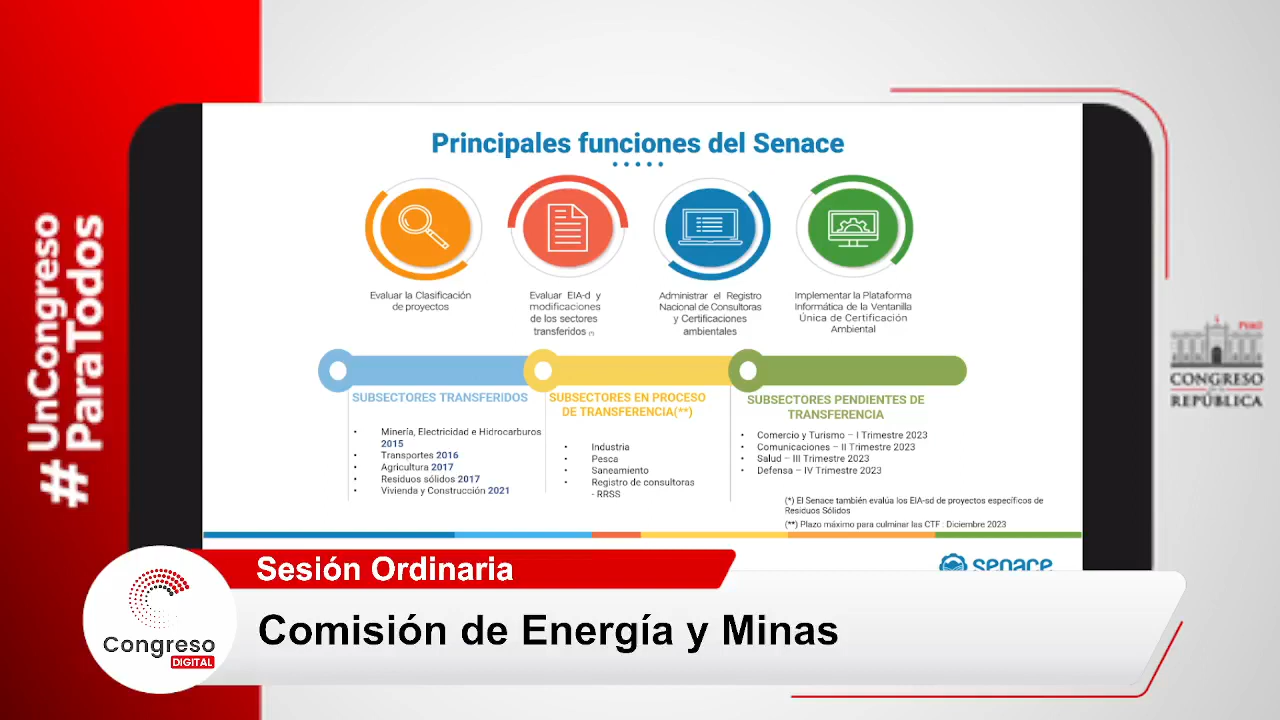 #UnCongreso
ParaTodos
Principales funciones del Senace
Evaluar la Clasificación
de proyectos
Evaluar EIA-d y
modificaciones
de los sectores
transferidos (*)
Administrar el Registro
Nacional de Consultoras
y Certificaciones
ambientales
Implementar la Plataforma
Informática de la Ventanilla
Única de Certificación
Ambiental
SUBSECTORES TRANSFERIDOS
• Minería, Electricidad e Hidrocarburos
2015
• Transportes 2016
• Agricultura 2017
• Residuos sólidos 2017
• Vivienda y Construcción 2021
SUBSECTORES EN PROCESO
DE TRANSFERENCIA(**)
• Industria
• Pesca
• Saneamiento
• Registro de consultoras
- RRSS
SUBSECTORES PENDIENTES DE
TRANSFERENCIA
• Comercio y Turismo – I Trimestre 2023
• Comunicaciones – II Trimestre 2023
• Salud – III Trimestre 2023
• Defensa – IV Trimestre 2023
(*) El Senace también evalúa los EIA-sd de proyectos específicos de
Residuos Sólidos
(**) Plazo máximo para culminar las CTF : Diciembre 2023
senace
Perú
CONGRESO
de la
REPÚBLICA
Sesión Ordinaria
Comisión de Energía y Minas
Congreso
DIGITAL